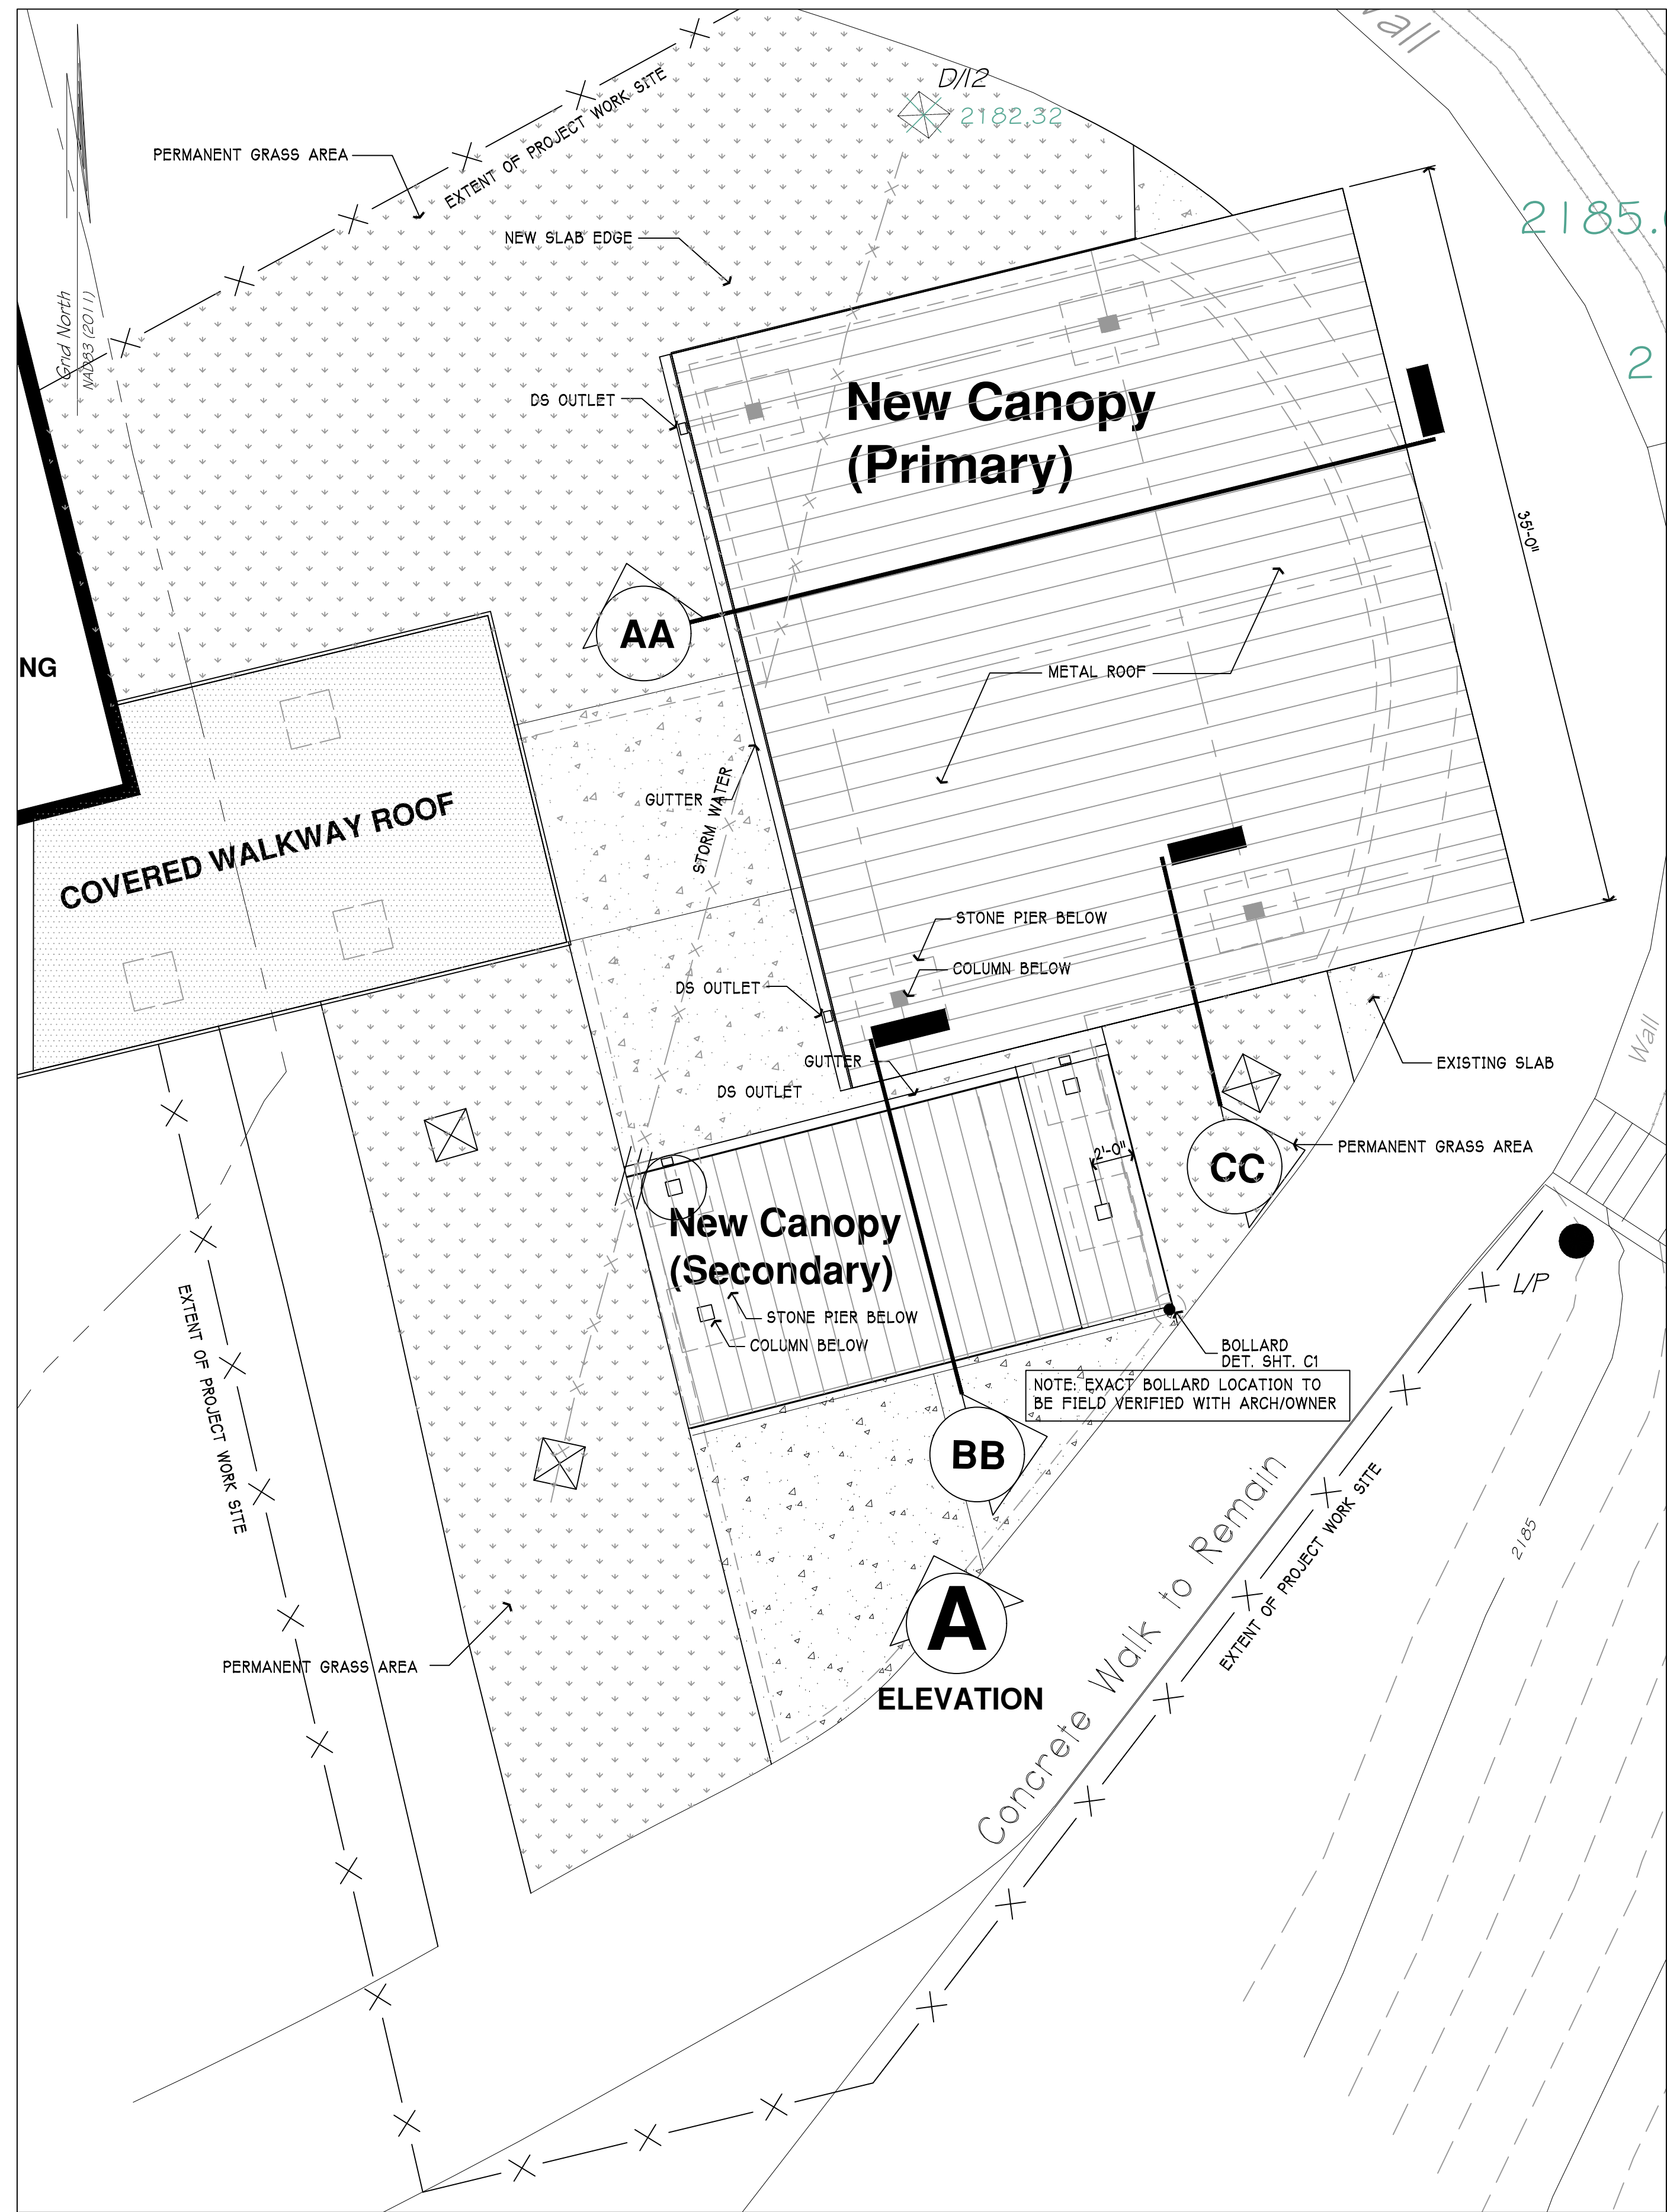 Wall
D/I2
2182.32
EXTENT OF PROJECT WORK SITE
PERMANENT GRASS AREA
NEW SLAB EDGE
2185.
Grid North
NAD83 (2011)
2
DS OUTLET
New Canopy
(Primary)
35'-0"
AA
NG
METAL ROOF
GUTTER
STORM WATER
COVERED WALKWAY ROOF
STONE PIER BELOW
COLUMN BELOW
DS OUTLET
GUTTER
DS OUTLET
EXISTING SLAB
Wall
PERMANENT GRASS AREA
2'-0"
CC
New Canopy
(Secondary)
STONE PIER BELOW
COLUMN BELOW
L/P
BOLLARD
DET. SHT. C1
NOTE: EXACT BOLLARD LOCATION TO
BE FIELD VERIFIED WITH ARCH/OWNER
EXTENT OF PROJECT WORK SITE
BB
Concrete Walk to Remain
EXTENT OF PROJECT WORK SITE
2185
A
ELEVATION
PERMANENT GRASS AREA